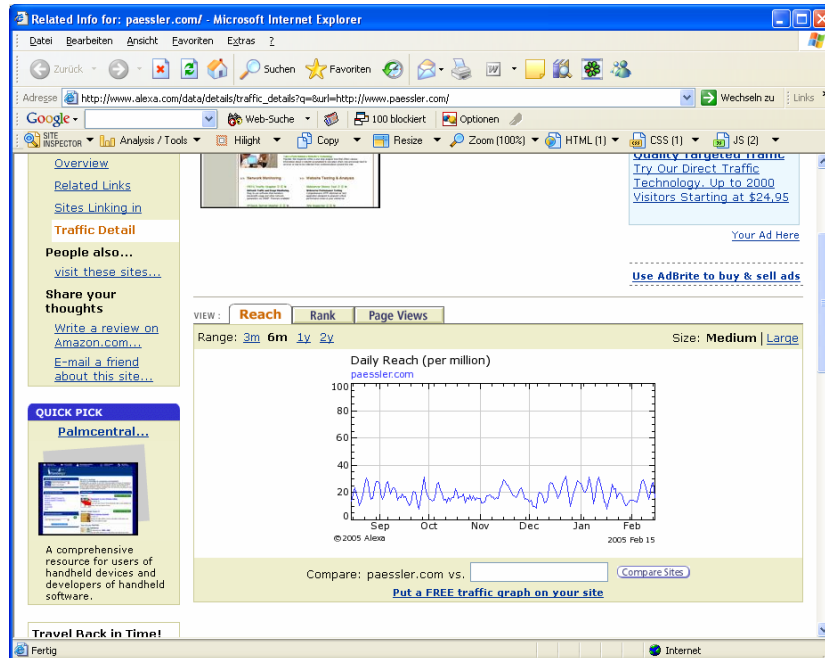 Related Info for: paessler.com/ - Microsoft Internet Explorer
Datei Bearbeiten Ansicht Favoriten Extras ?
Zurück Suchen Favoriten
Adresse http://www.alexa.com/data/details/traffic_details?q=&url=http://www.paessler.com/ Wechseln zu Links »
Google Web-Suche 100 blockiert Optionen
SITE INSPECTOR Analysis / Tools Hilight Copy Resize Zoom (100%) HTML (1) CSS (1) JS (2)
Overview
Related Links
Sites Linking in
Traffic Detail
People also...
visit these sites...
Share your
thoughts
Write a review on
Amazon.com...
E-mail a friend
about this site...
QUICK PICK
Palmcentral...
A comprehensive
resource for users of
handheld devices and
developers of handheld
software.
Travel Back in Time!
Network Monitoring Website Testing & Analysis
Quality Targeted Traffic
Try Our Direct Traffic
Technology. Up to 2000
Visitors Starting at $24,95
Your Ad Here
Use AdBrite to buy & sell ads
VIEW: Reach Rank Page Views
Range: 3m 6m 1y 2y Size: Medium | Large
Daily Reach (per million)
paessler.com
100
80
60
40
20
0
Sep Oct Nov Dec Jan Feb
©2005 Alexa 2005 Feb 15
Compare: paessler.com vs. Compare Sites
Put a FREE traffic graph on your site
Fertig Internet